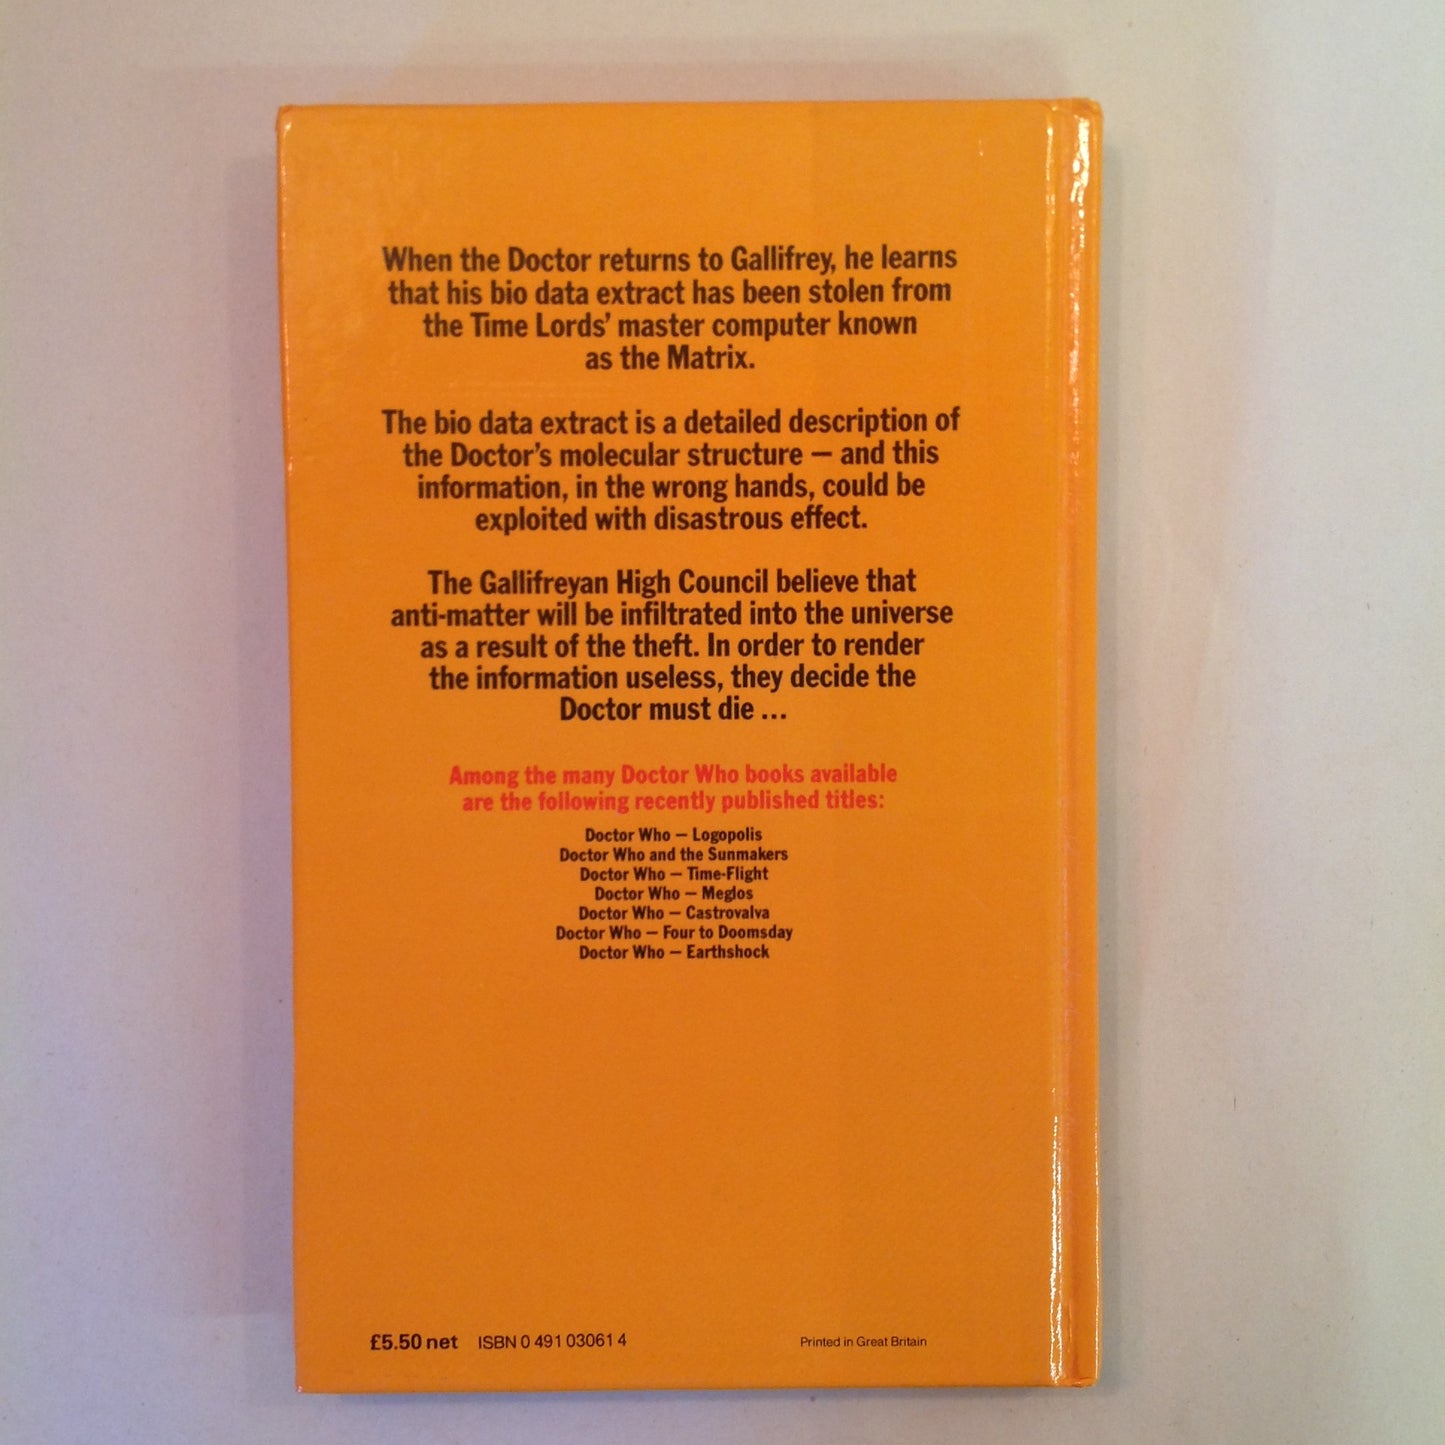 When the Doctor returns to Gallifrey, he learns
that his bio data extract has been stolen from
the Time Lords' master computer known
as the Matrix.
The bio data extract is a detailed description of
the Doctor's molecular structure — and this
information, in the wrong hands, could be
exploited with disastrous effect.
The Gallifreyan High Council believe that
anti-matter will be infiltrated into the universe
as a result of the theft. In order to render
the information useless, they decide the
Doctor must die ...
Among the many Doctor Who books available
are the following recently published titles:
Doctor Who — Logopolis
Doctor Who and the Sunmakers
Doctor Who — Time-Flight
Doctor Who — Meglos
Doctor Who — Castrovalva
Doctor Who — Four to Doomsday
Doctor Who — Earthshock
£5.50 net ISBN 0 491 03061 4 Printed in Great Britain